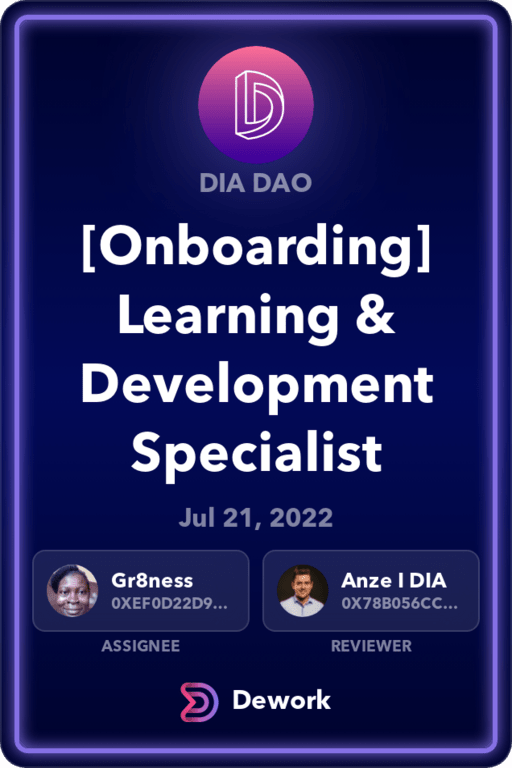 DIA DAO
[Onboarding]
Learning &
Development
Specialist
Jul 21, 2022
Gr8ness
0XEF0D22D9...
ASSIGNEE
Anze | DIA
0X78B056CC...
REVIEWER
Dework